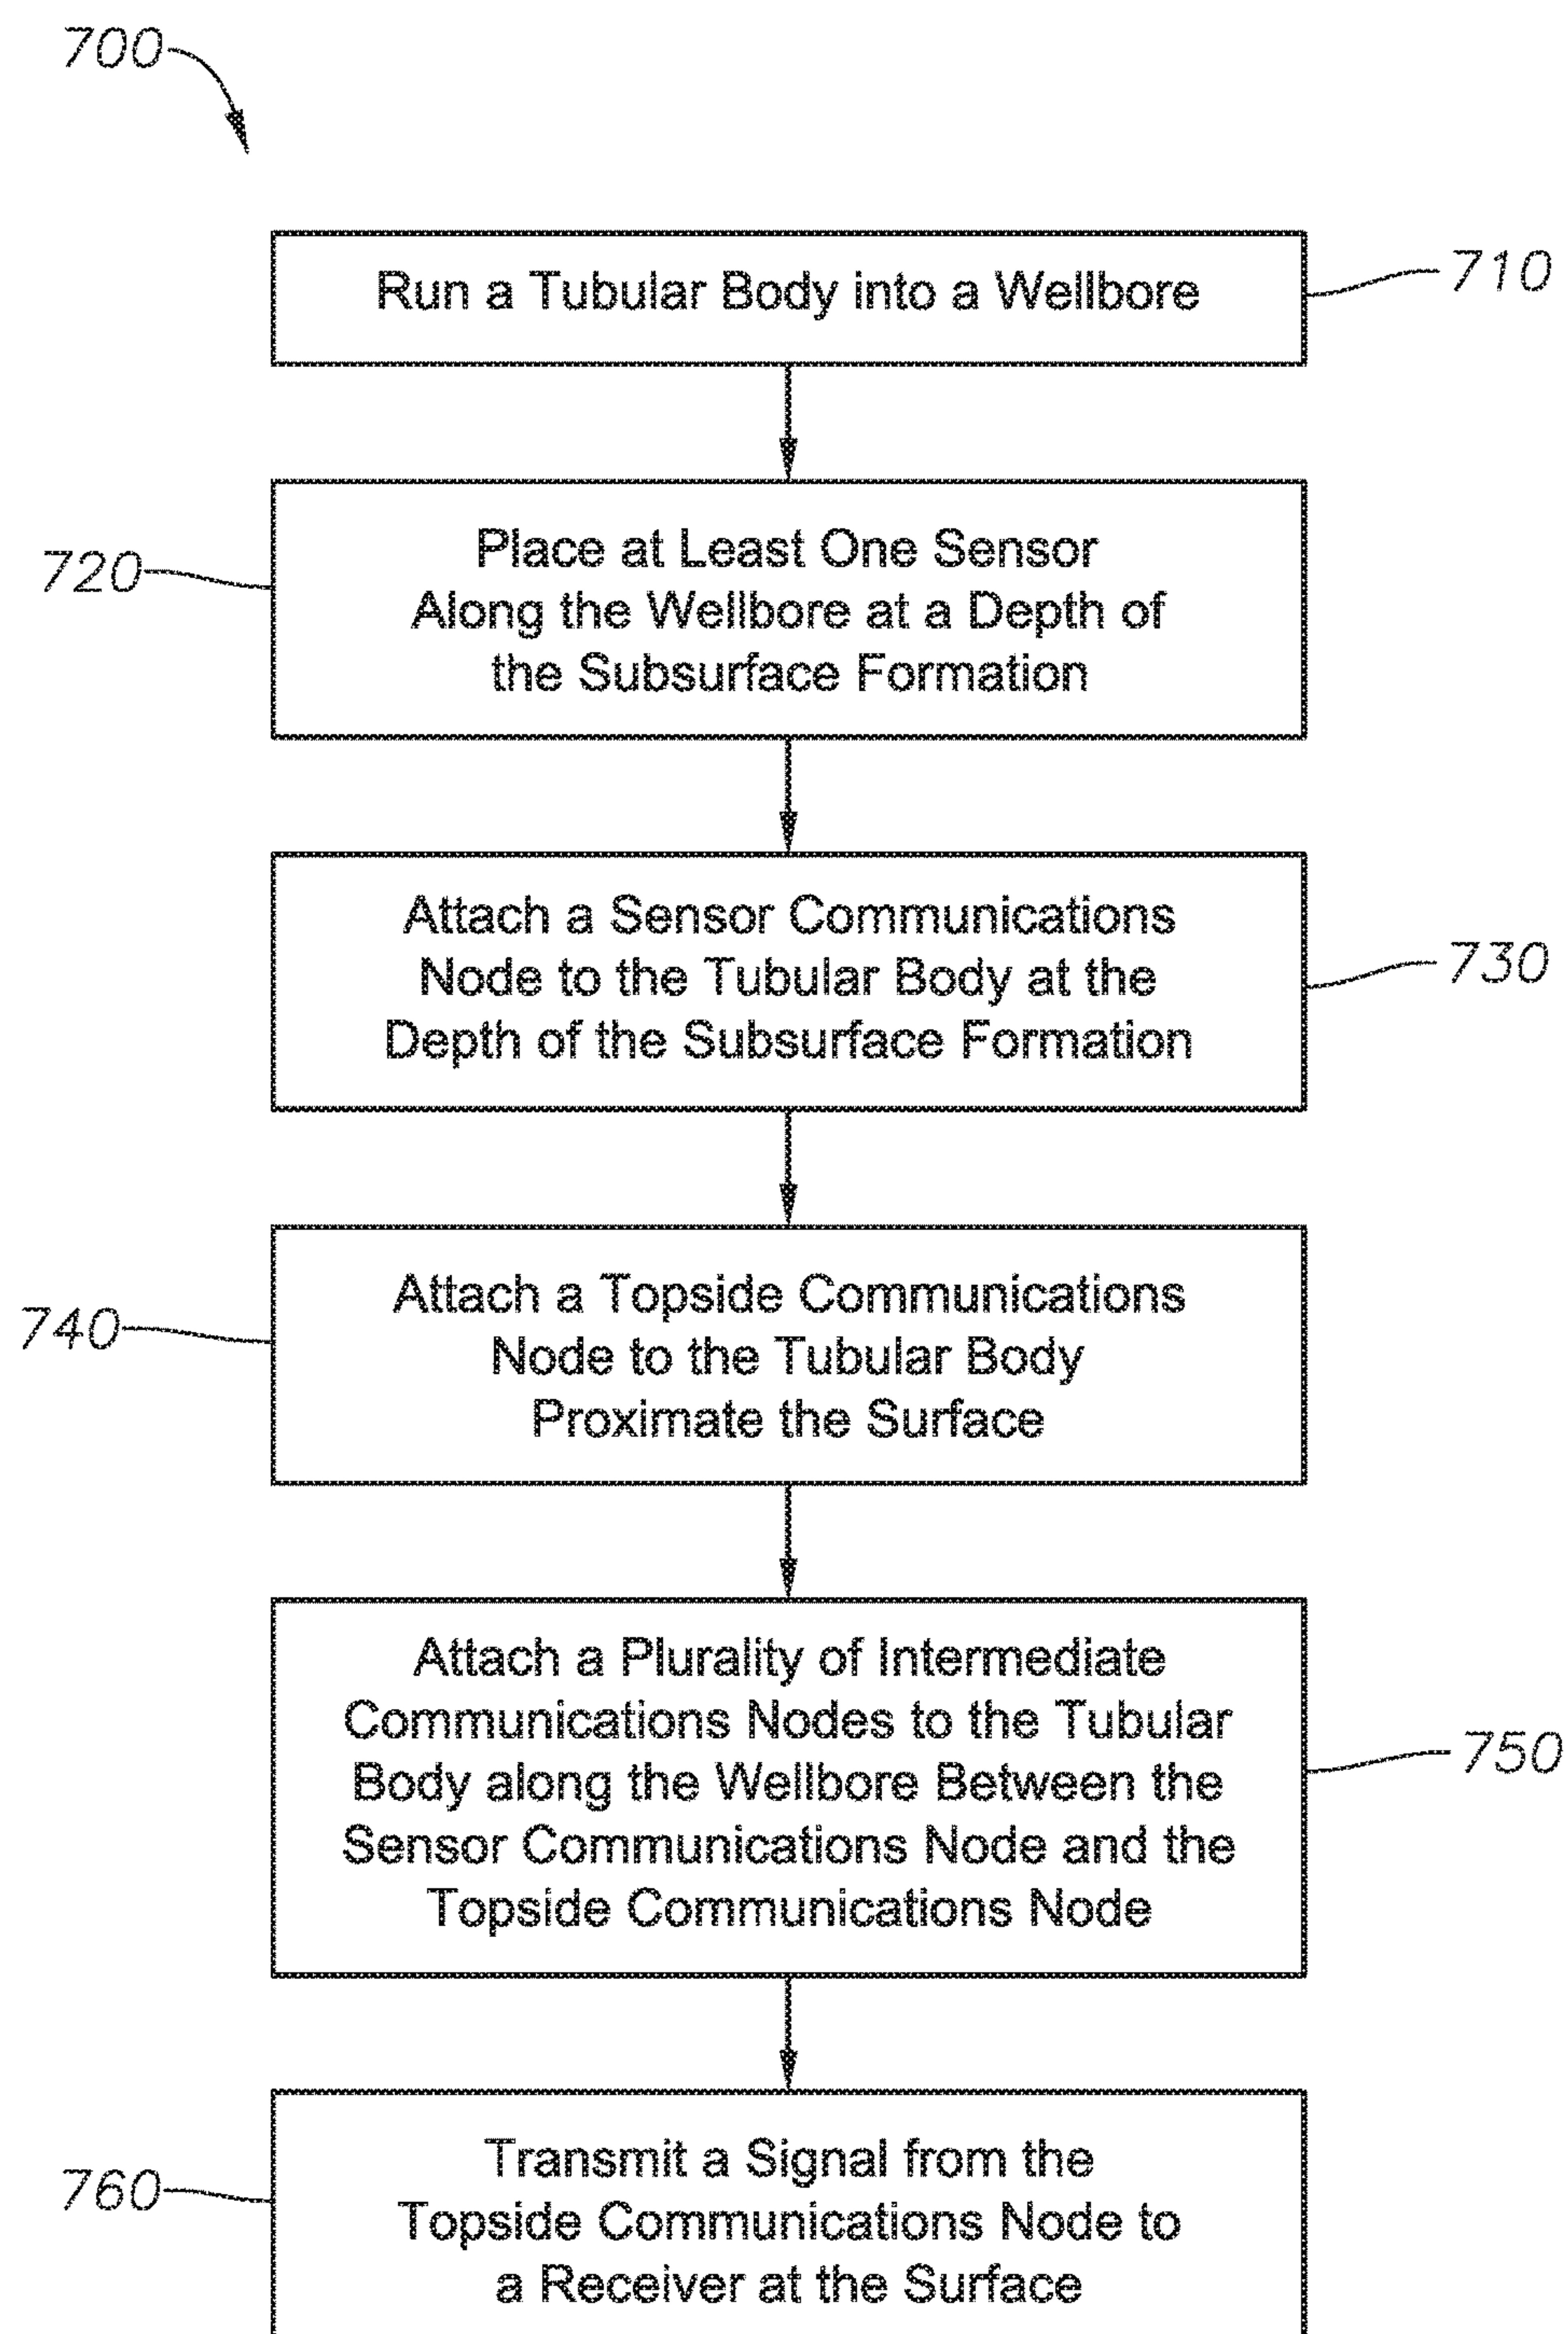 700
Run a Tubular Body into a Wellbore
710
Place at Least One Sensor
Along the Wellbore at a Depth of
the Subsurface Formation
720
Attach a Sensor Communications
Node to the Tubular Body at the
Depth of the Subsurface Formation
730
Attach a Topside Communications
Node to the Tubular Body
Proximate the Surface
740
Attach a Plurality of Intermediate
Communications Nodes to the Tubular
Body along the Wellbore Between the
Sensor Communications Node and the
Topside Communications Node
750
Transmit a Signal from the
Topside Communications Node to
a Receiver at the Surface
760